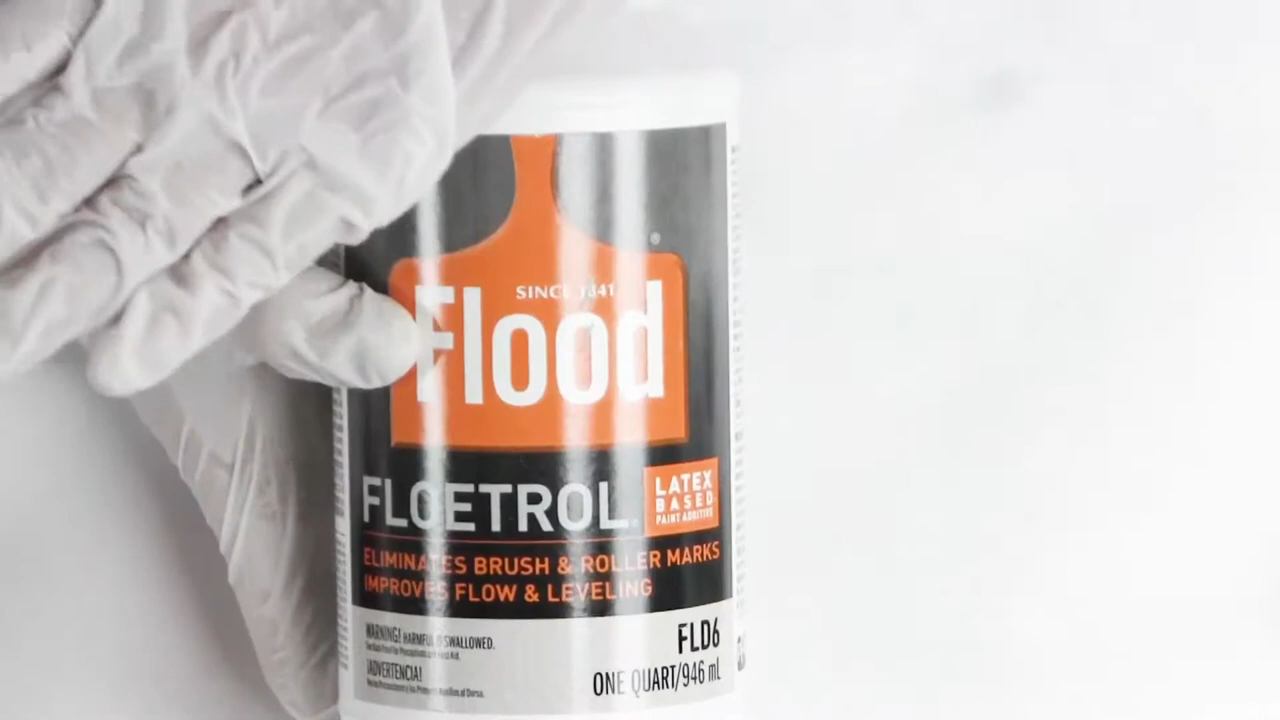 SINCE 1841
Flood®
FLOETROL®
LATEX
BASED
PAINT ADDITIVE
ELIMINATES BRUSH & ROLLER MARKS
IMPROVES FLOW & LEVELING
WARNING! HARMFUL IF SWALLOWED.
¡ADVERTENCIA!
FLD6
ONE QUART/946 mL